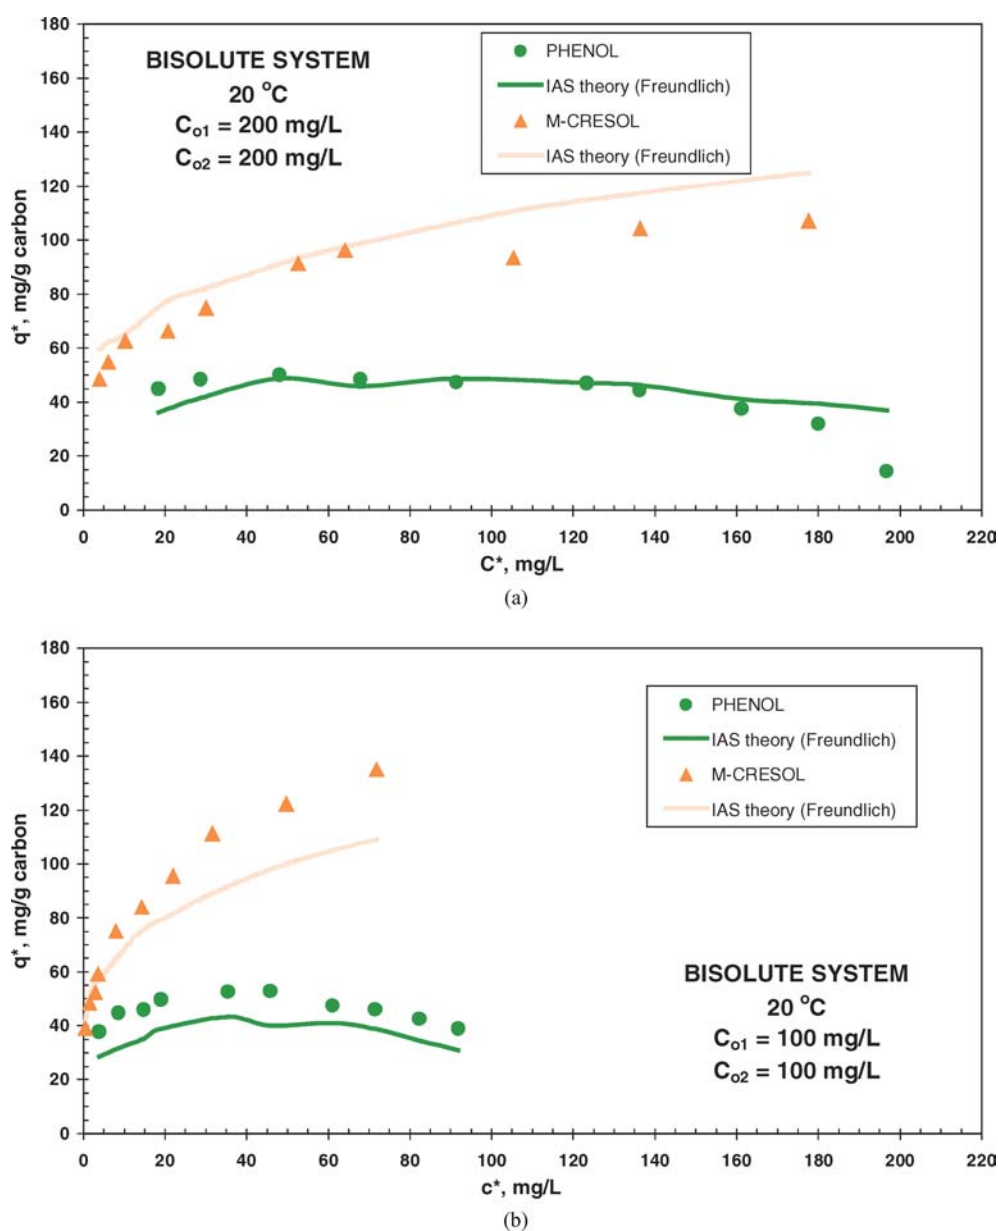 180
160
140
120
100
80
60
40
20
0
q*, mg/g carbon
BISOLUTE SYSTEM
20 °C
Co1 = 200 mg/L
Co2 = 200 mg/L
PHENOL
IAS theory (Freundlich)
M-CRESOL
IAS theory (Freundlich)
0 20 40 60 80 100 120 140 160 180 200 220
C*, mg/L
(a)
180
160
140
120
100
80
60
40
20
0
q*, mg/g carbon
PHENOL
IAS theory (Freundlich)
M-CRESOL
IAS theory (Freundlich)
BISOLUTE SYSTEM
20 °C
Co1 = 100 mg/L
Co2 = 100 mg/L
0 20 40 60 80 100 120 140 160 180 200 220
c*, mg/L
(b)